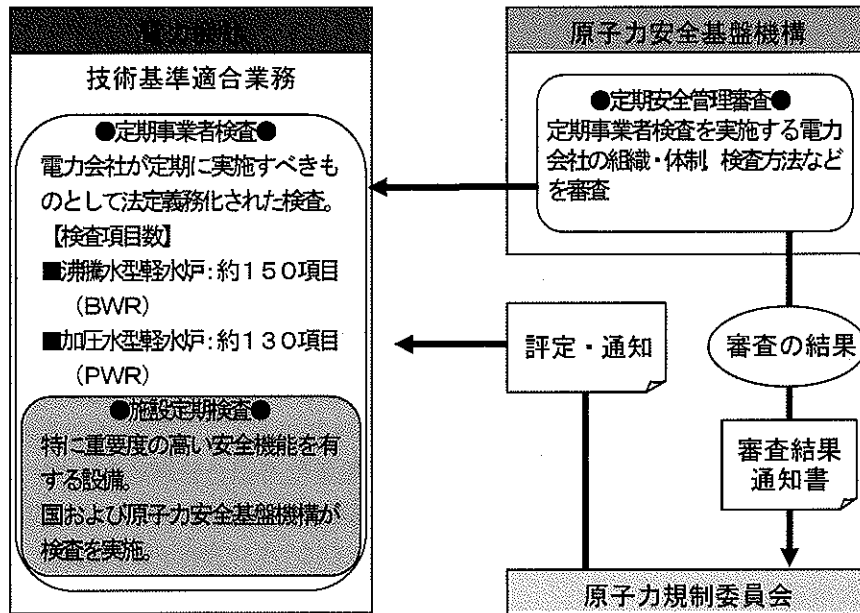 技術基準適合業務
●定期事業者検査●
電力会社が定期に実施すべきも
のとして法定義務化された検査。
【検査項目数】
■沸騰水型軽水炉:約150項目
(BWR)
■加圧水型軽水炉:約130項目
(PWR)
●施設定期検査●
特に重要度の高い安全機能を有
する設備。
国および原子力安全基盤機構が
検査を実施。
原子力安全基盤機構
●定期安全管理審査●
定期事業者検査を実施する電力
会社の組織・体制、検査方法など
を審査
評定・通知
審査の結果
審査結果
通知書
原子力規制委員会